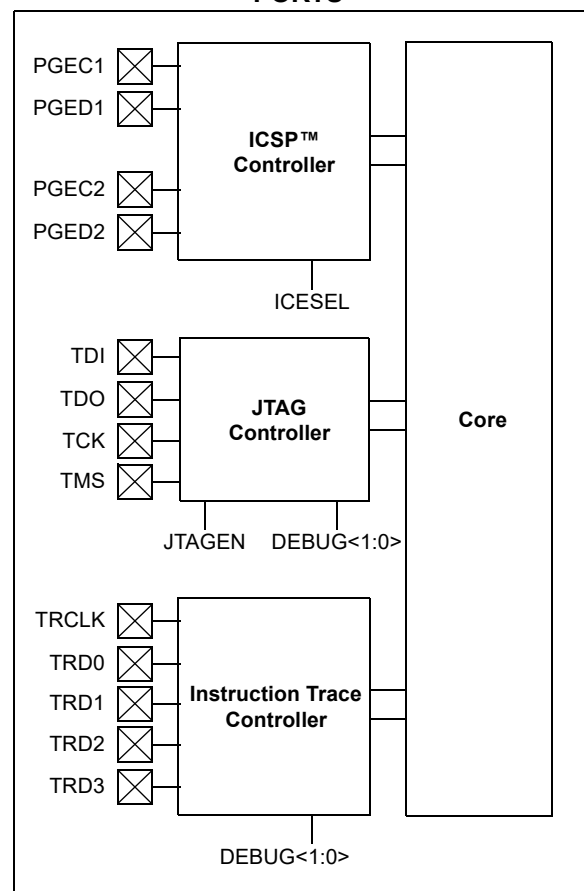 PGEC1
PGED1
ICSP™
Controller
PGEC2
PGED2
ICESEL
TDI
TDO
JTAG
Controller
Core
TCK
TMS
JTAGEN DEBUG<1:0>
TRCLK
TRD0
TRD1
Instruction Trace
Controller
TRD2
TRD3
DEBUG<1:0>